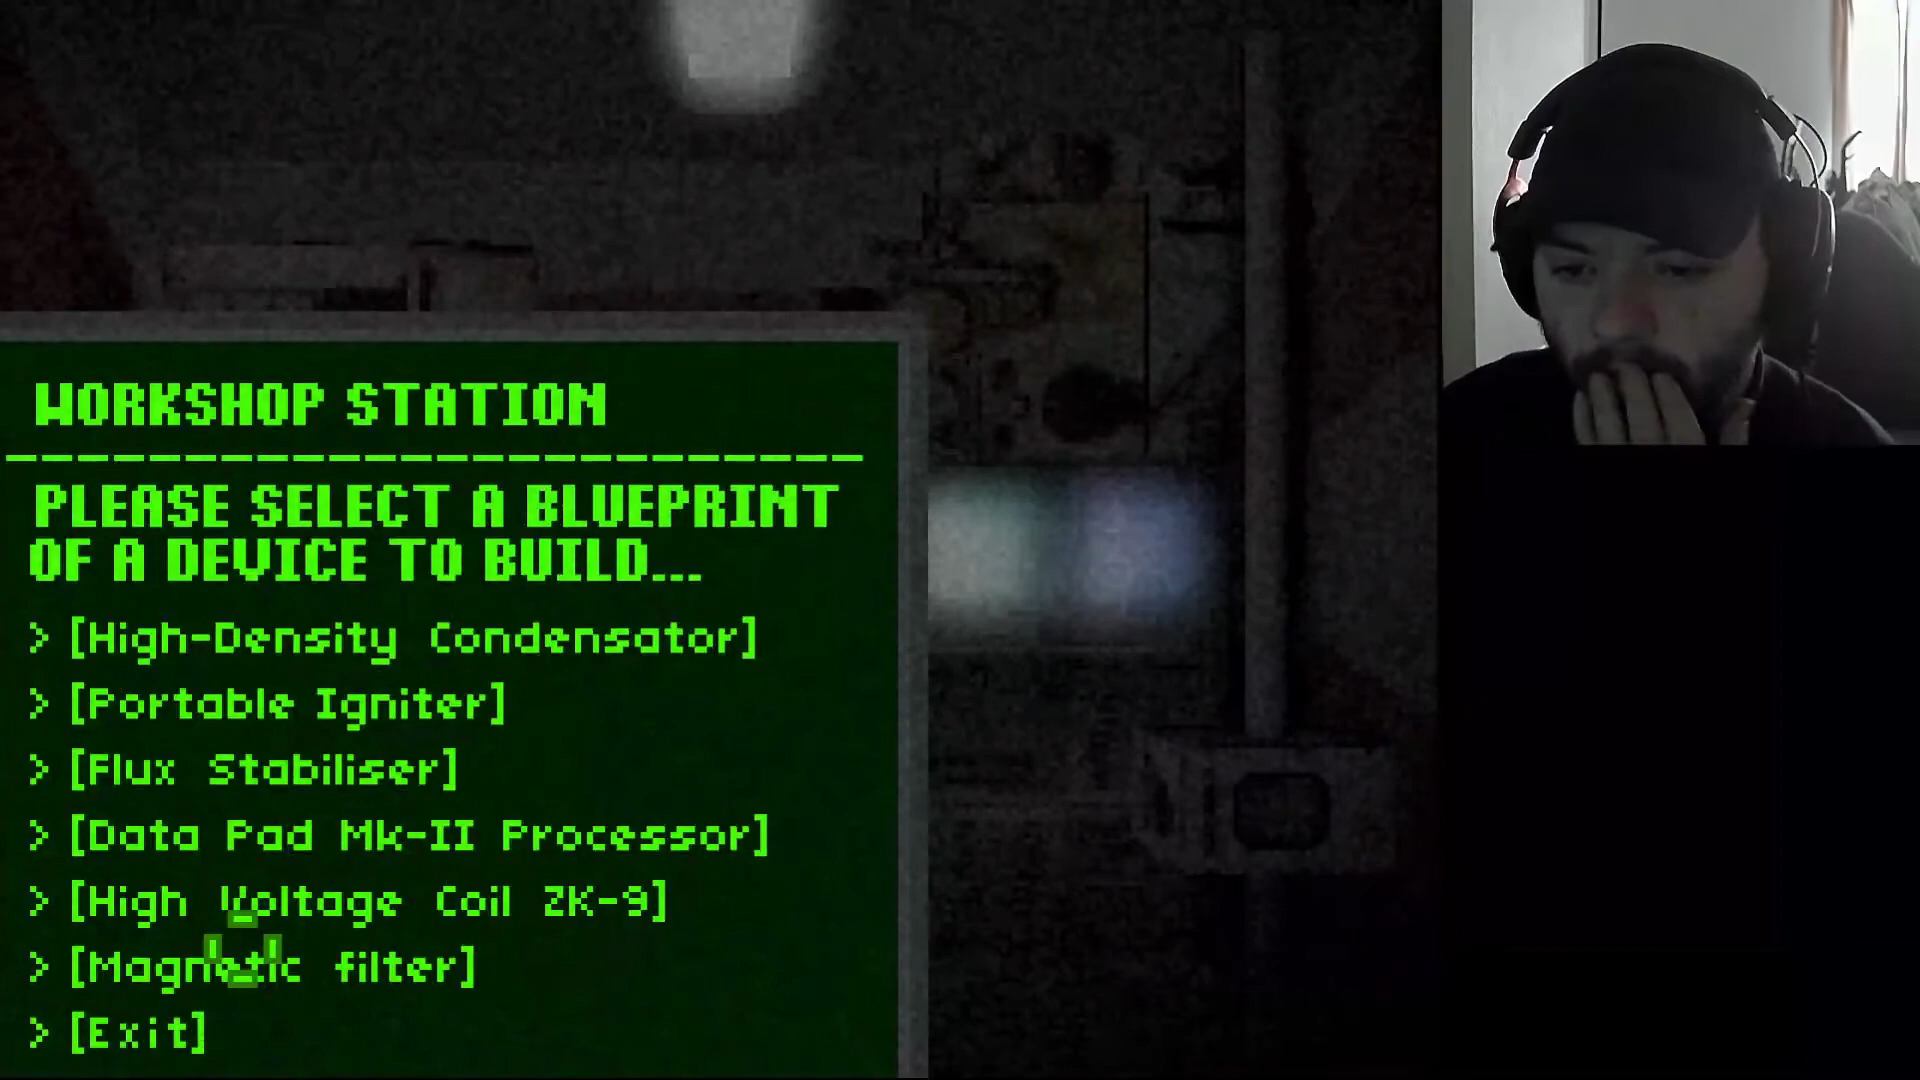 WORKSHOP STATION
PLEASE SELECT A BLUEPRINT
OF A DEVICE TO BUILD...
> [High-Density Condensator]
> [Portable Igniter]
> [Flux Stabiliser]
> [Data Pad Mk-II Processor]
> [High Voltage Coil ZK-9]
> [Magnetic filter]
> [Exit]